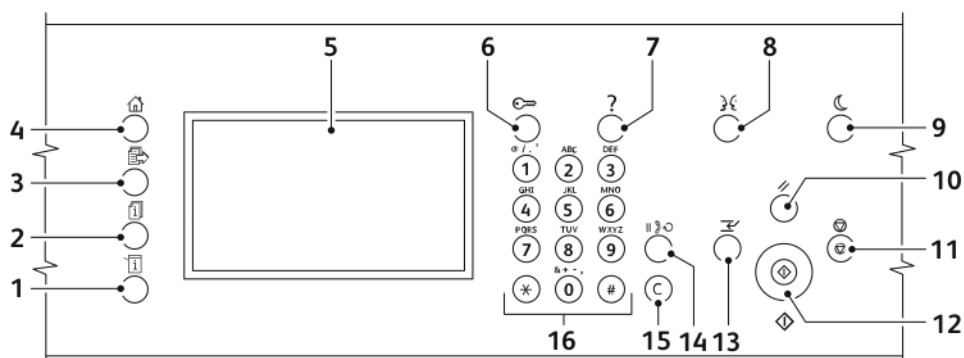 5
6
7
8
4
?
9
@ / . '
ABC
DEF
1
2
3
3
GHI
JKL
MNO
10
4
5
6
2
PQRS
TUV
WXYZ
7
8
9
11
1
& + - ,
*
0
#
C
12
16
15
14
13